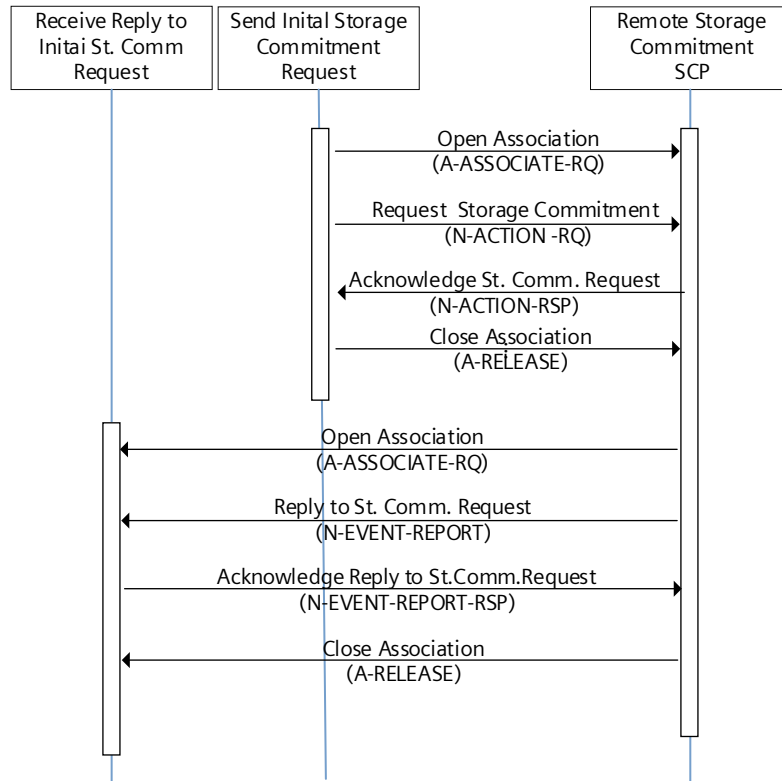 Receive Reply to
Initai St. Comm
Request
Send Inital Storage
Commitment
Request
Remote Storage
Commitment
SCP
Open Association
(A-ASSOCIATE-RQ)
Request Storage Commitment
(N-ACTION -RQ)
Acknowledge St. Comm. Request
(N-ACTION-RSP)
Close Association
(A-RELEASE)
Open Association
(A-ASSOCIATE-RQ)
Reply to St. Comm. Request
(N-EVENT-REPORT)
Acknowledge Reply to St.Comm.Request
(N-EVENT-REPORT-RSP)
Close Association
(A-RELEASE)